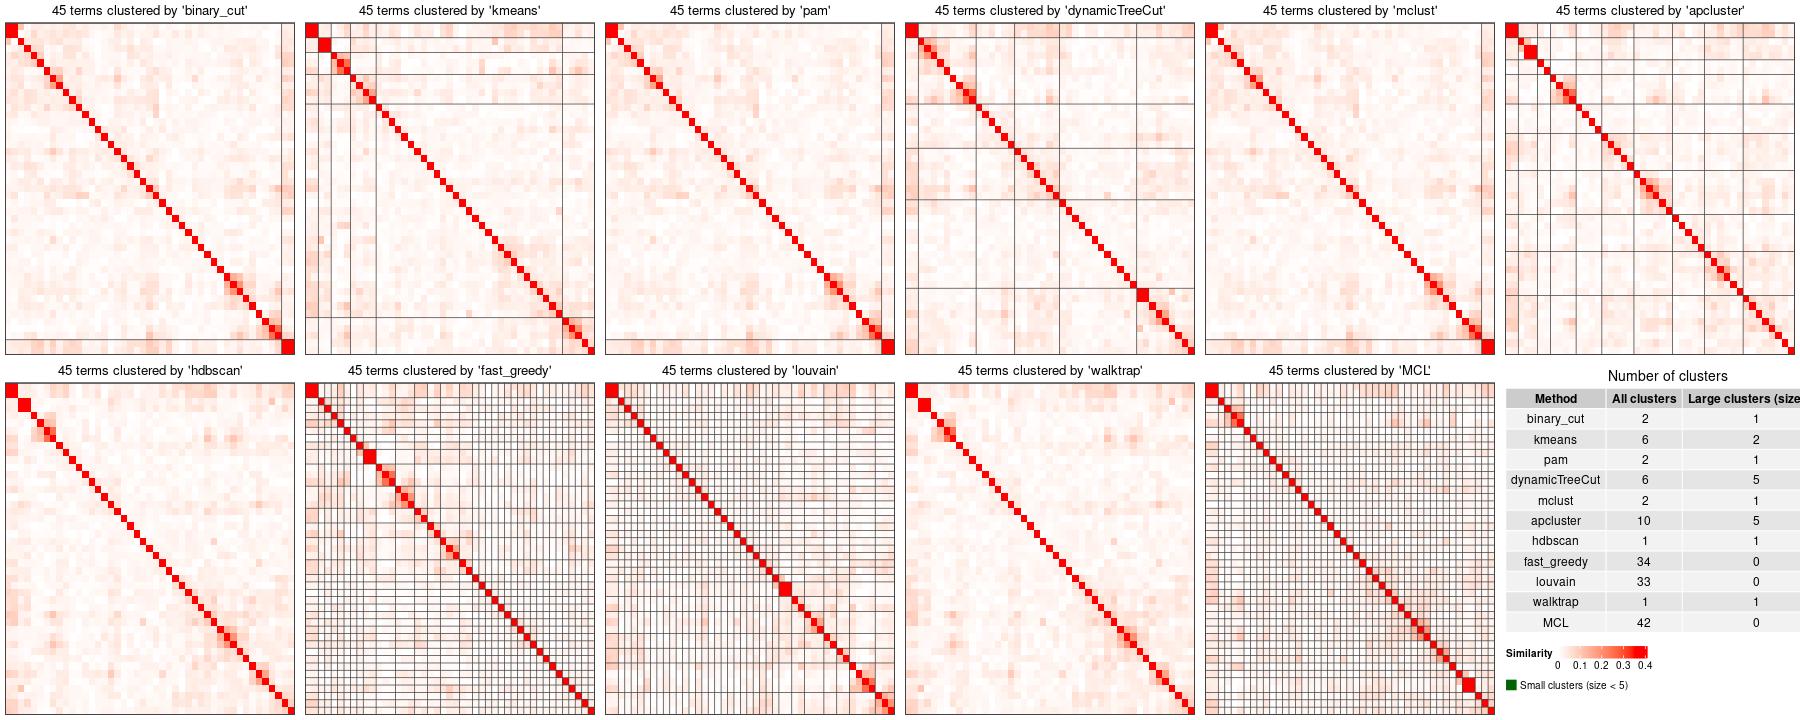 45 terms clustered by 'binary_cut'
45 terms clustered by 'kmeans'
45 terms clustered by 'pam'
45 terms clustered by 'dynamicTreeCut'
45 terms clustered by 'mclust'
45 terms clustered by 'apcluster'
45 terms clustered by 'hdbscan'
45 terms clustered by 'fast_greedy'
45 terms clustered by 'louvain'
45 terms clustered by 'walktrap'
45 terms clustered by 'MCL'
Number of clusters
Method All clusters Large clusters (size
binary_cut 2 1
kmeans 6 2
pam 2 1
dynamicTreeCut 6 5
mclust 2 1
apcluster 10 5
hdbscan 1 1
fast_greedy 34 0
louvain 33 0
walktrap 1 1
MCL 42 0
Similarity
0 0.1 0.2 0.3 0.4
Small clusters (size < 5)